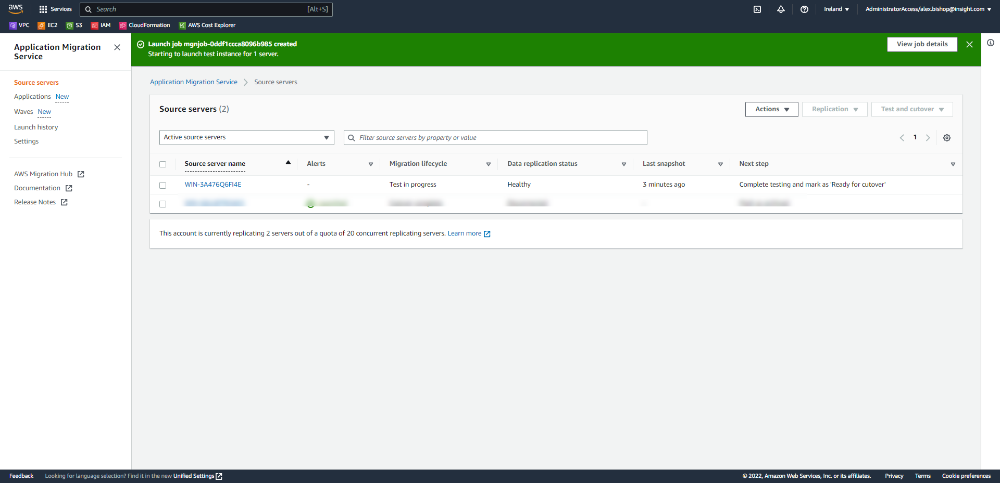 aws
Services
Search
[Alt+S]
Ireland
AdministratorAccess/alex.bishop@insight.com
VPC
EC2
S3
IAM
CloudFormation
AWS Cost Explorer
Application Migration
Service
Source servers
Applications New
Waves New
Launch history
Settings
AWS Migration Hub
Documentation
Release Notes
Launch job mgnjob-0ddf1ccca8096b985 created
Starting to launch test instance for 1 server.
View job details
Application Migration Service
Source servers
Source servers (2)
Actions
Replication
Test and cutover
Active source servers
Filter source servers by property or value
1
Source server name
Alerts
Migration lifecycle
Data replication status
Last snapshot
Next step
WIN-3A476Q6FI4E
-
Test in progress
Healthy
3 minutes ago
Complete testing and mark as 'Ready for cutover'
This account is currently replicating 2 servers out of a quota of 20 concurrent replicating servers. Learn more
Feedback
Looking for language selection? Find it in the new Unified Settings
© 2022, Amazon Web Services, Inc. or its affiliates.
Privacy
Terms
Cookie preferences